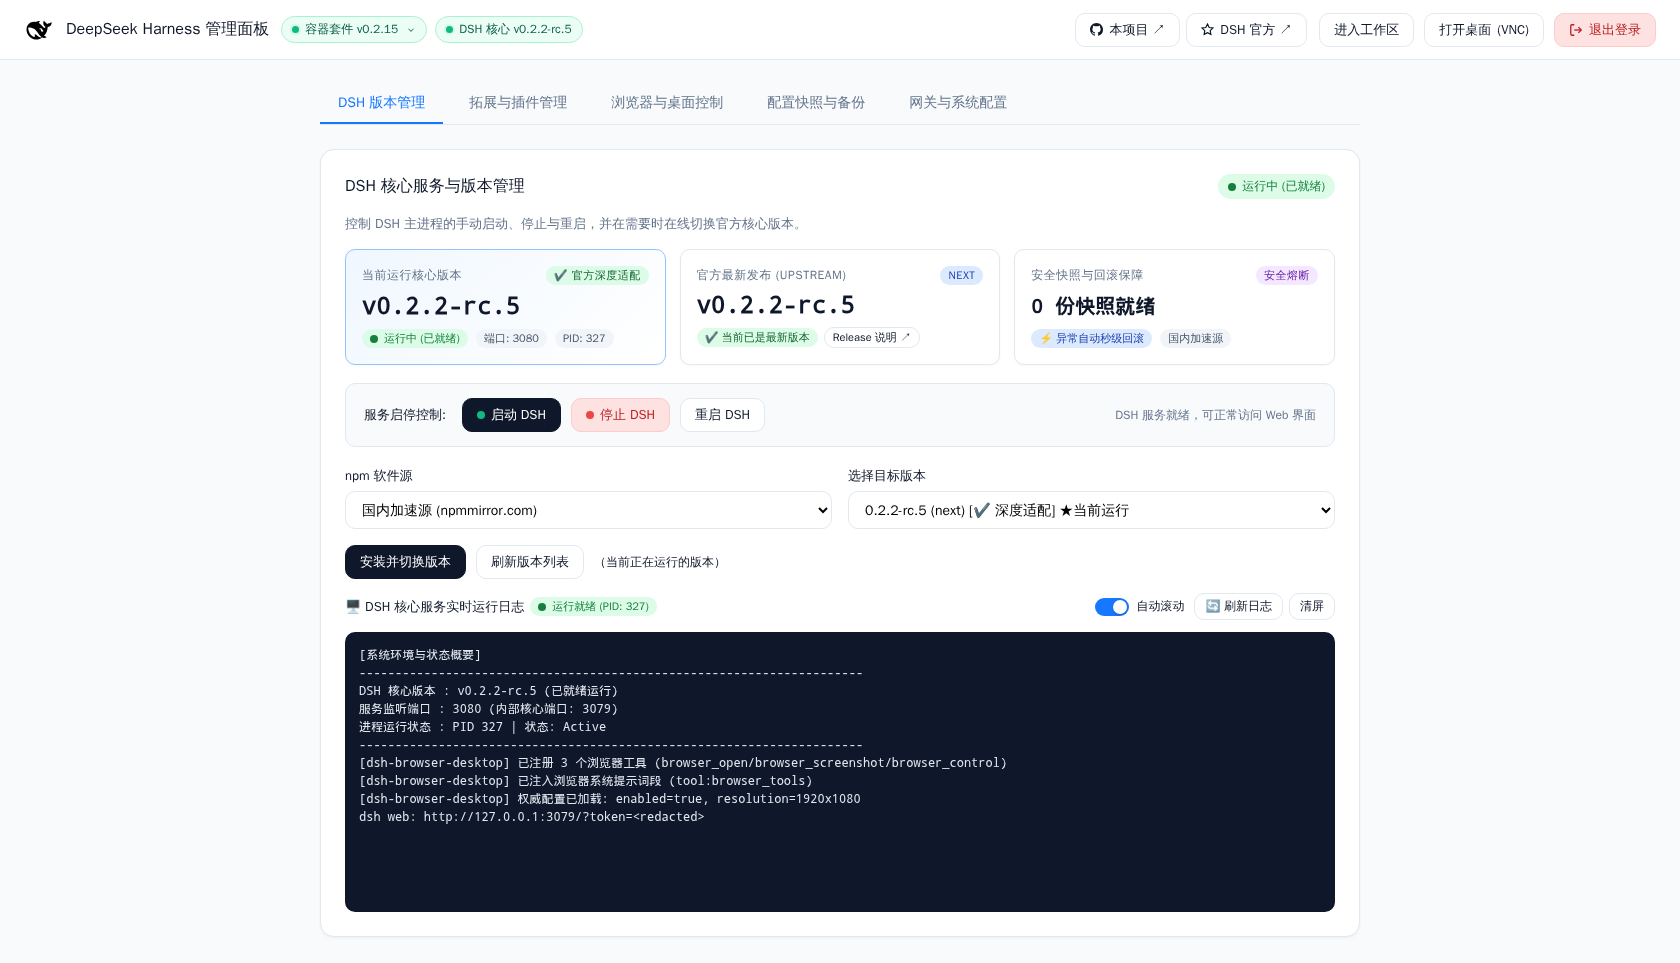 DeepSeek Harness 管理面板
容器套件 v0.2.15
DSH 核心 v0.2.2-rc.5
本项目 ↗
DSH 官方 ↗
进入工作区
打开桌面 (VNC)
退出登录
DSH 版本管理
拓展与插件管理
浏览器与桌面控制
配置快照与备份
网关与系统配置
DSH 核心服务与版本管理
运行中 (已就绪)
控制 DSH 主进程的手动启动、停止与重启，并在需要时在线切换官方核心版本。
当前运行核心版本
✔ 官方深度适配
v0.2.2-rc.5
运行中 (已就绪)
端口: 3080
PID: 327
官方最新发布 (UPSTREAM)
NEXT
v0.2.2-rc.5
✔ 当前已是最新版本
Release 说明 ↗
安全快照与回滚保障
安全熔断
0 份快照就绪
⚡ 异常自动秒级回滚
国内加速源
服务启停控制:
启动 DSH
停止 DSH
重启 DSH
DSH 服务就绪，可正常访问 Web 界面
npm 软件源
选择目标版本
国内加速源 (npmmirror.com)
0.2.2-rc.5 (next) [✔ 深度适配] ★当前运行
安装并切换版本
刷新版本列表
（当前正在运行的版本）
🖥️ DSH 核心服务实时运行日志
运行就绪 (PID: 327)
自动滚动
🔄 刷新日志
清屏
[系统环境与状态概要]
----------------------------------------------------------------------
DSH 核心版本 : v0.2.2-rc.5 (已就绪运行)
服务监听端口 : 3080 (内部核心端口: 3079)
进程运行状态 : PID 327 | 状态: Active
----------------------------------------------------------------------
[dsh-browser-desktop] 已注册 3 个浏览器工具 (browser_open/browser_screenshot/browser_control)
[dsh-browser-desktop] 已注入浏览器系统提示词段 (tool:browser_tools)
[dsh-browser-desktop] 权威配置已加载: enabled=true, resolution=1920x1080
dsh web: http://127.0.0.1:3079/?token=<redacted>